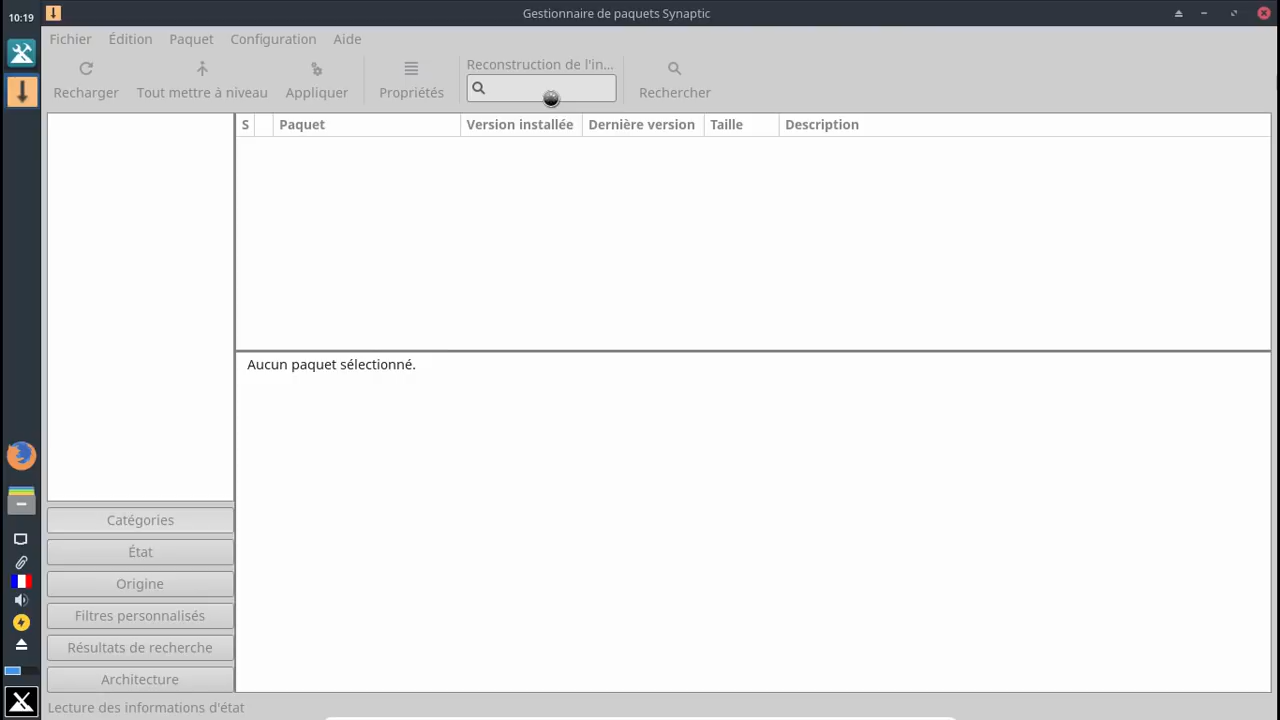 10:19
Gestionnaire de paquets Synaptic
Fichier Édition Paquet Configuration Aide
Reconstruction de l'in...
Recharger Tout mettre à niveau Appliquer Propriétés Rechercher
S Paquet Version installée Dernière version Taille Description
Aucun paquet sélectionné.
Catégories
État
Origine
Filtres personnalisés
Résultats de recherche
Architecture
Lecture des informations d'état